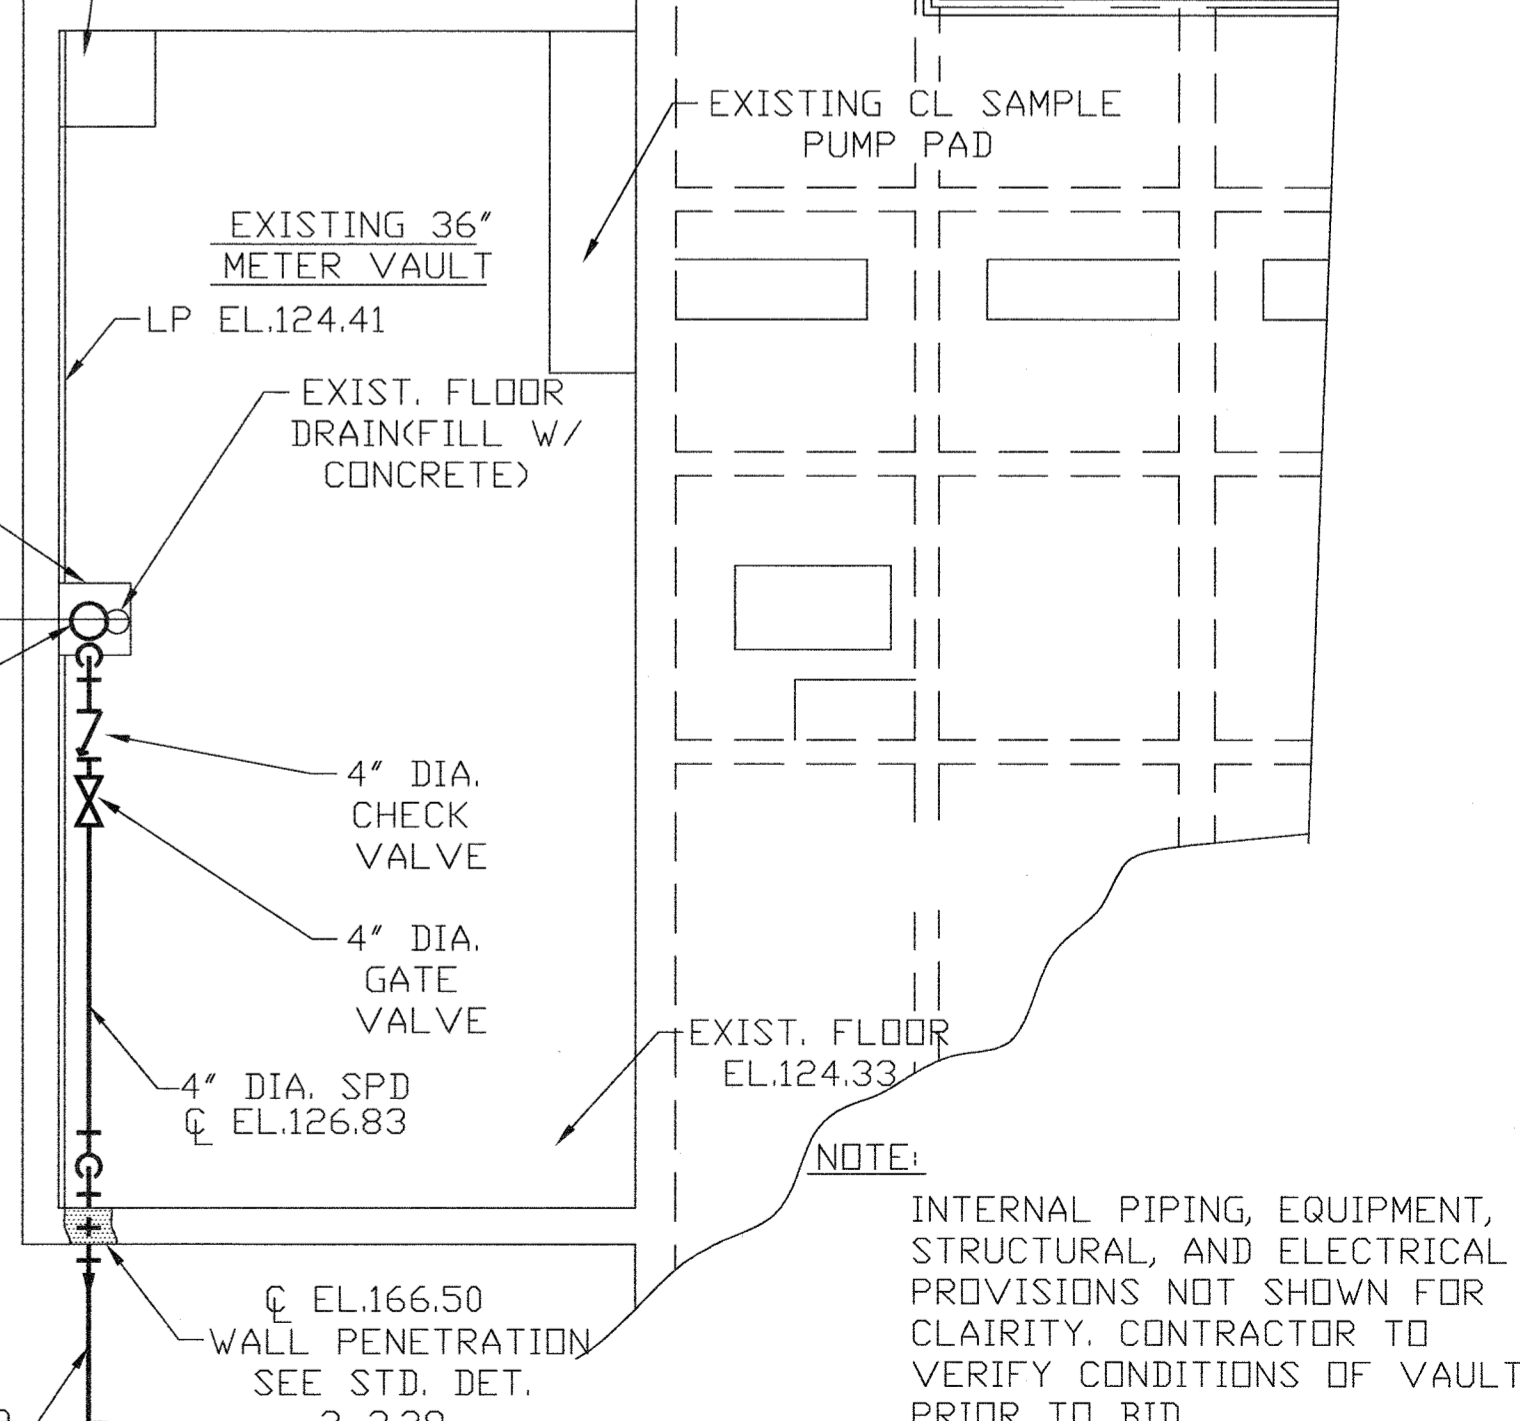 EXISTING CL SAMPLE
PUMP PAD
EXISTING 36"
METER VAULT
LP EL.124.41
EXIST. FLOOR
DRAIN(FILL W/
CONCRETE)
4" DIA.
CHECK
VALVE
4" DIA.
GATE
VALVE
EXIST. FLOOR
EL.124.33
4" DIA. SPD
℄ EL.126.83
NOTE:
INTERNAL PIPING, EQUIPMENT,
STRUCTURAL, AND ELECTRICAL
PROVISIONS NOT SHOWN FOR
CLAIRITY. CONTRACTOR TO
VERIFY CONDITIONS OF VAULT
PRIOR TO BID
℄ EL.166.50
WALL PENETRATION
SEE STD. DET.